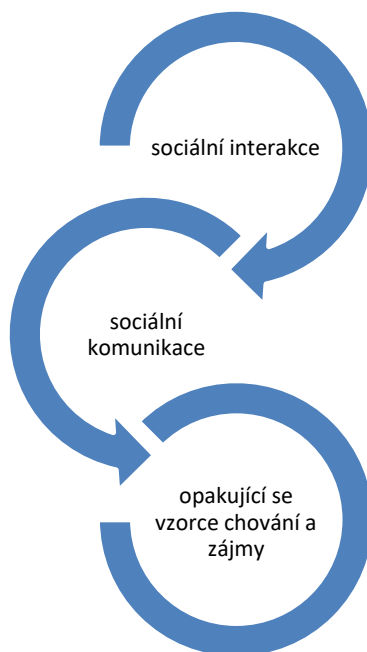 sociální interakce
sociální
komunikace
opakující se
vzorce chování a
zájmy